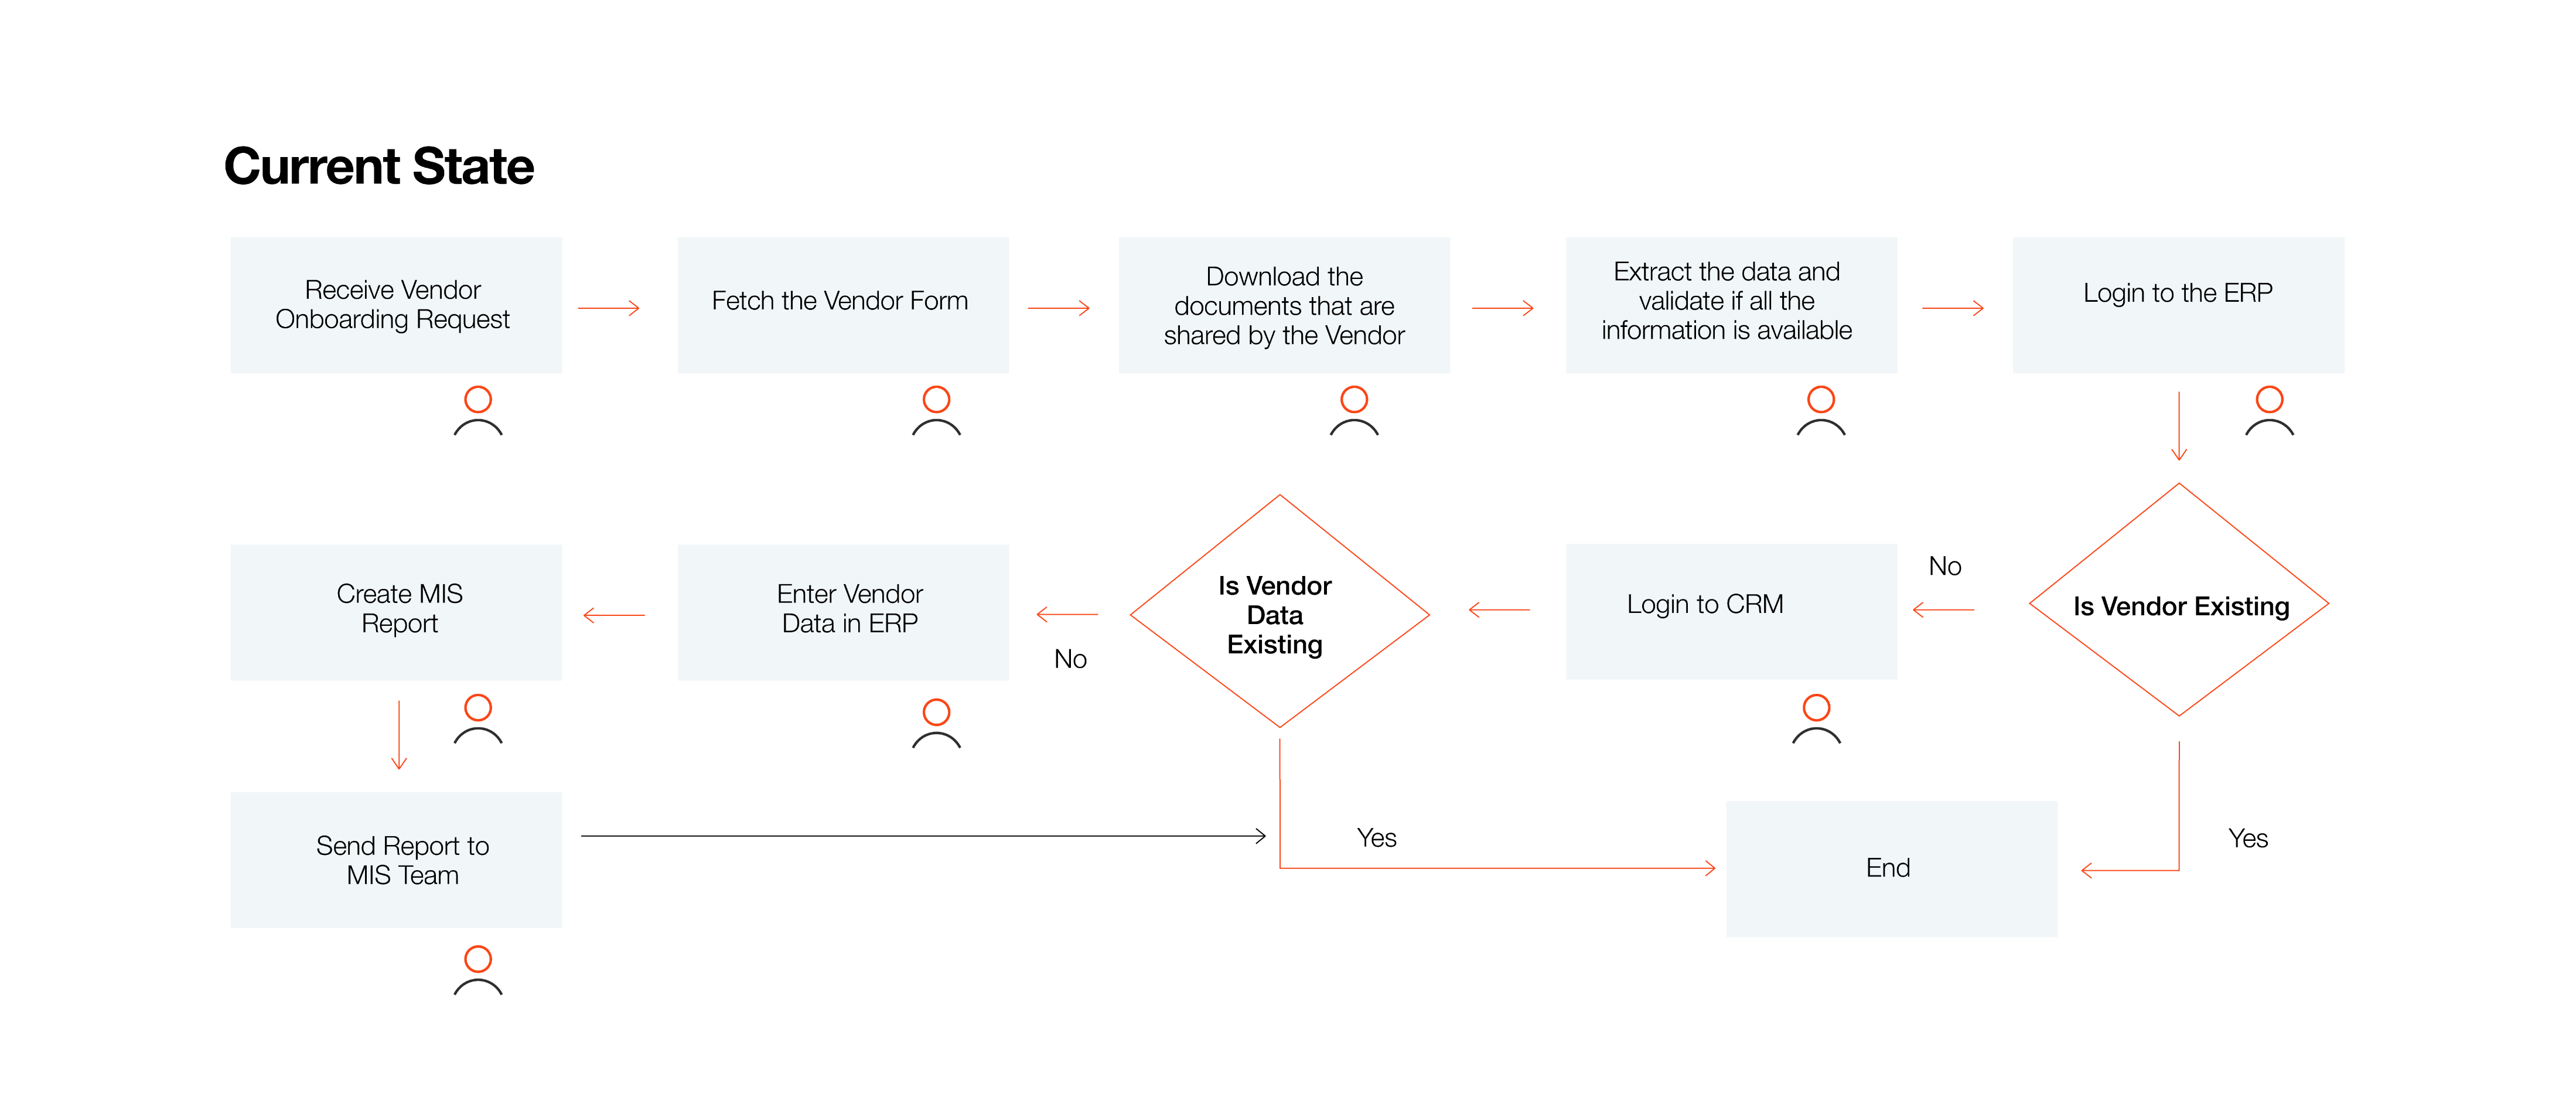 Current State
Receive Vendor
Onboarding Request
Fetch the Vendor Form
Download the
documents that are
shared by the Vendor
Extract the data and
validate if all the
information is available
Login to the ERP
Is Vendor Existing
No
Login to CRM
Is Vendor
Data
Existing
No
Enter Vendor
Data in ERP
Create MIS
Report
Send Report to
MIS Team
Yes
End
Yes